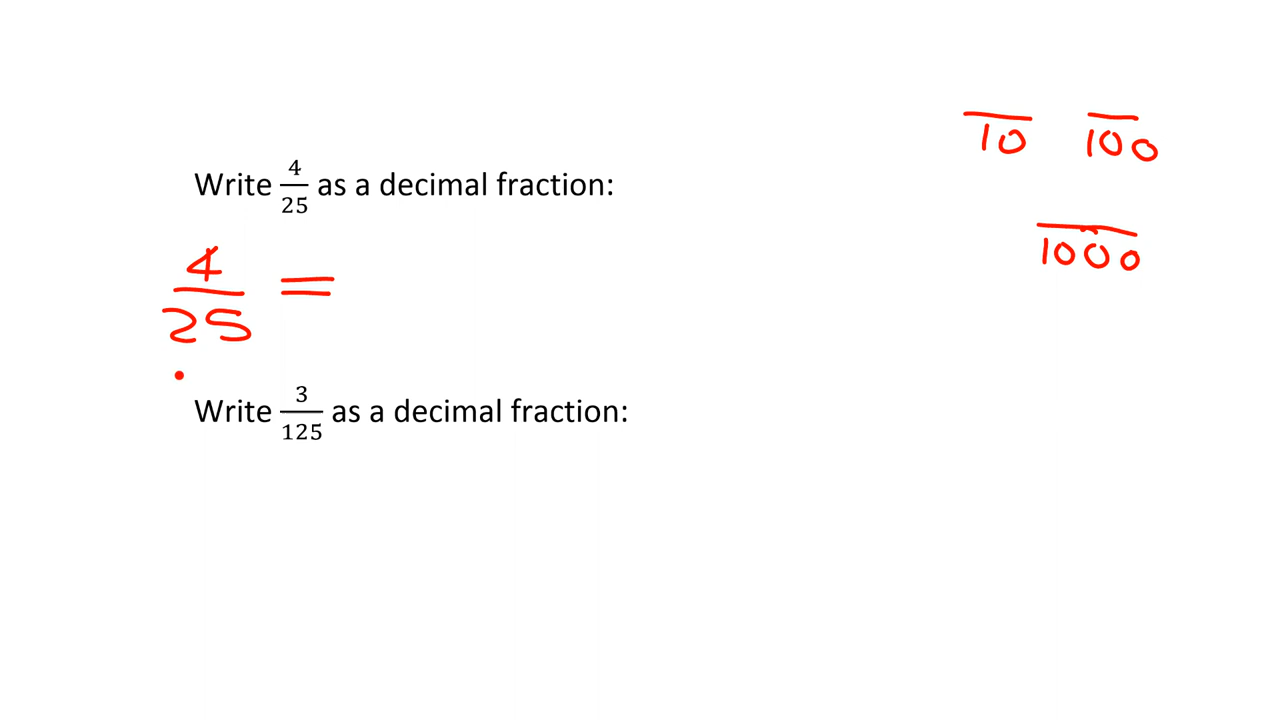 10 100
Write 4/25 as a decimal fraction:
1000
4/25 =
Write 3/125 as a decimal fraction: